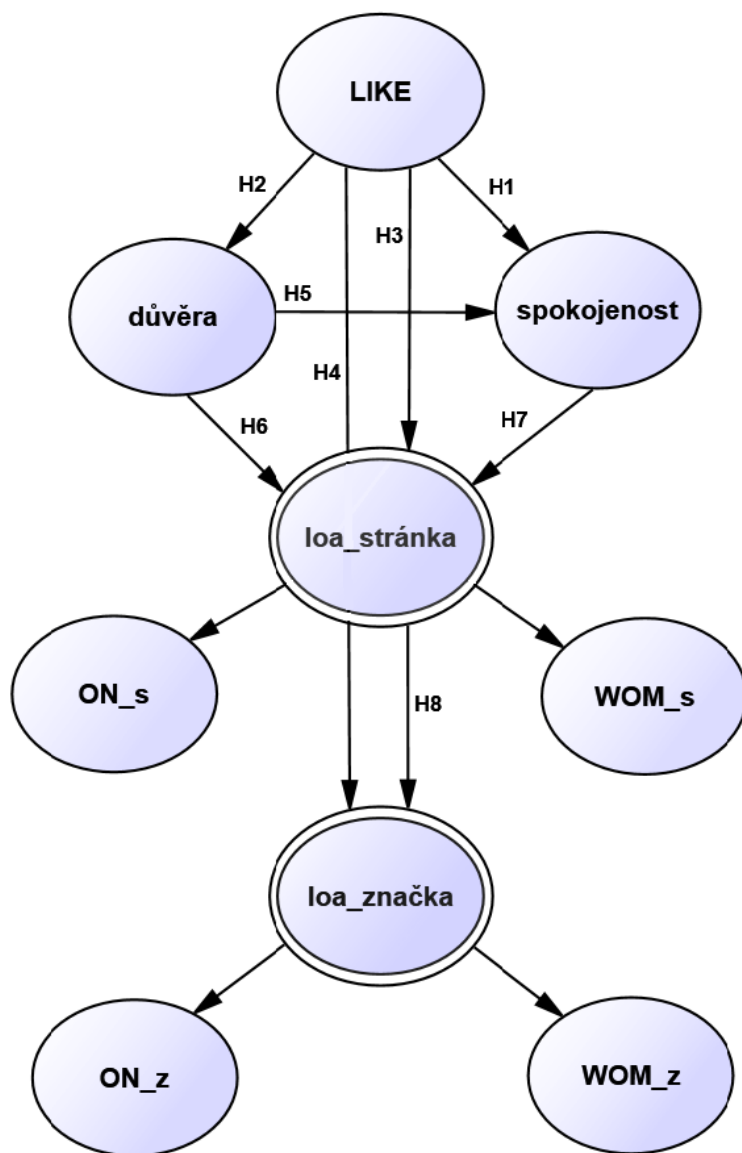 LIKE
H2
H1
H3
důvěra
H5
spokojenost
H4
H6
H7
loa_stránka
ON_s
WOM_s
H8
loa_značka
ON_z
WOM_z